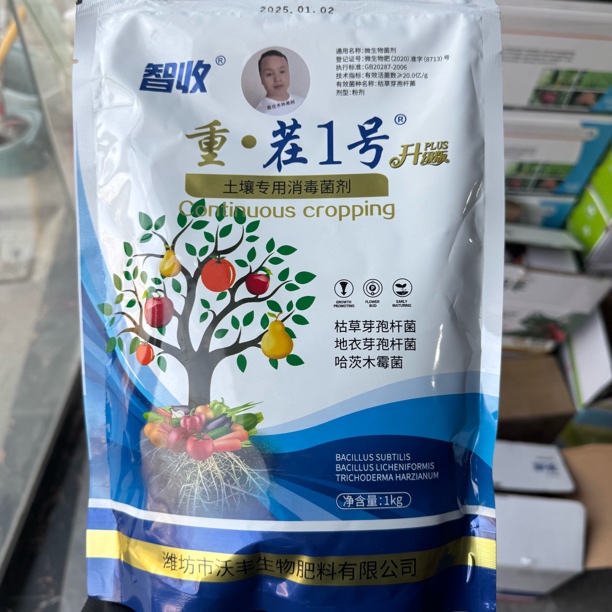 2025.01.02
智收®
通用名称: 微生物菌剂
登记证号: 微生物肥(2020)准字(8713)号
执行标准: GB20287-2006
技术指标: 有效活菌数≥20.0亿/g
有效菌种名称: 枯草芽孢杆菌
剂型: 粉剂
重·茬1号®
升级版
PLUS
土壤专用消毒菌剂
Continuous cropping
GROWTH PROMOTING
FLOWER BUD
EARLY MATURING
枯草芽孢杆菌
地衣芽孢杆菌
哈茨木霉菌
BACILLUS SUBTILIS
BACILLUS LICHENIFORMIS
TRICHODERMA HARZIANUM
净含量:1kg
潍坊市沃丰生物肥料有限公司